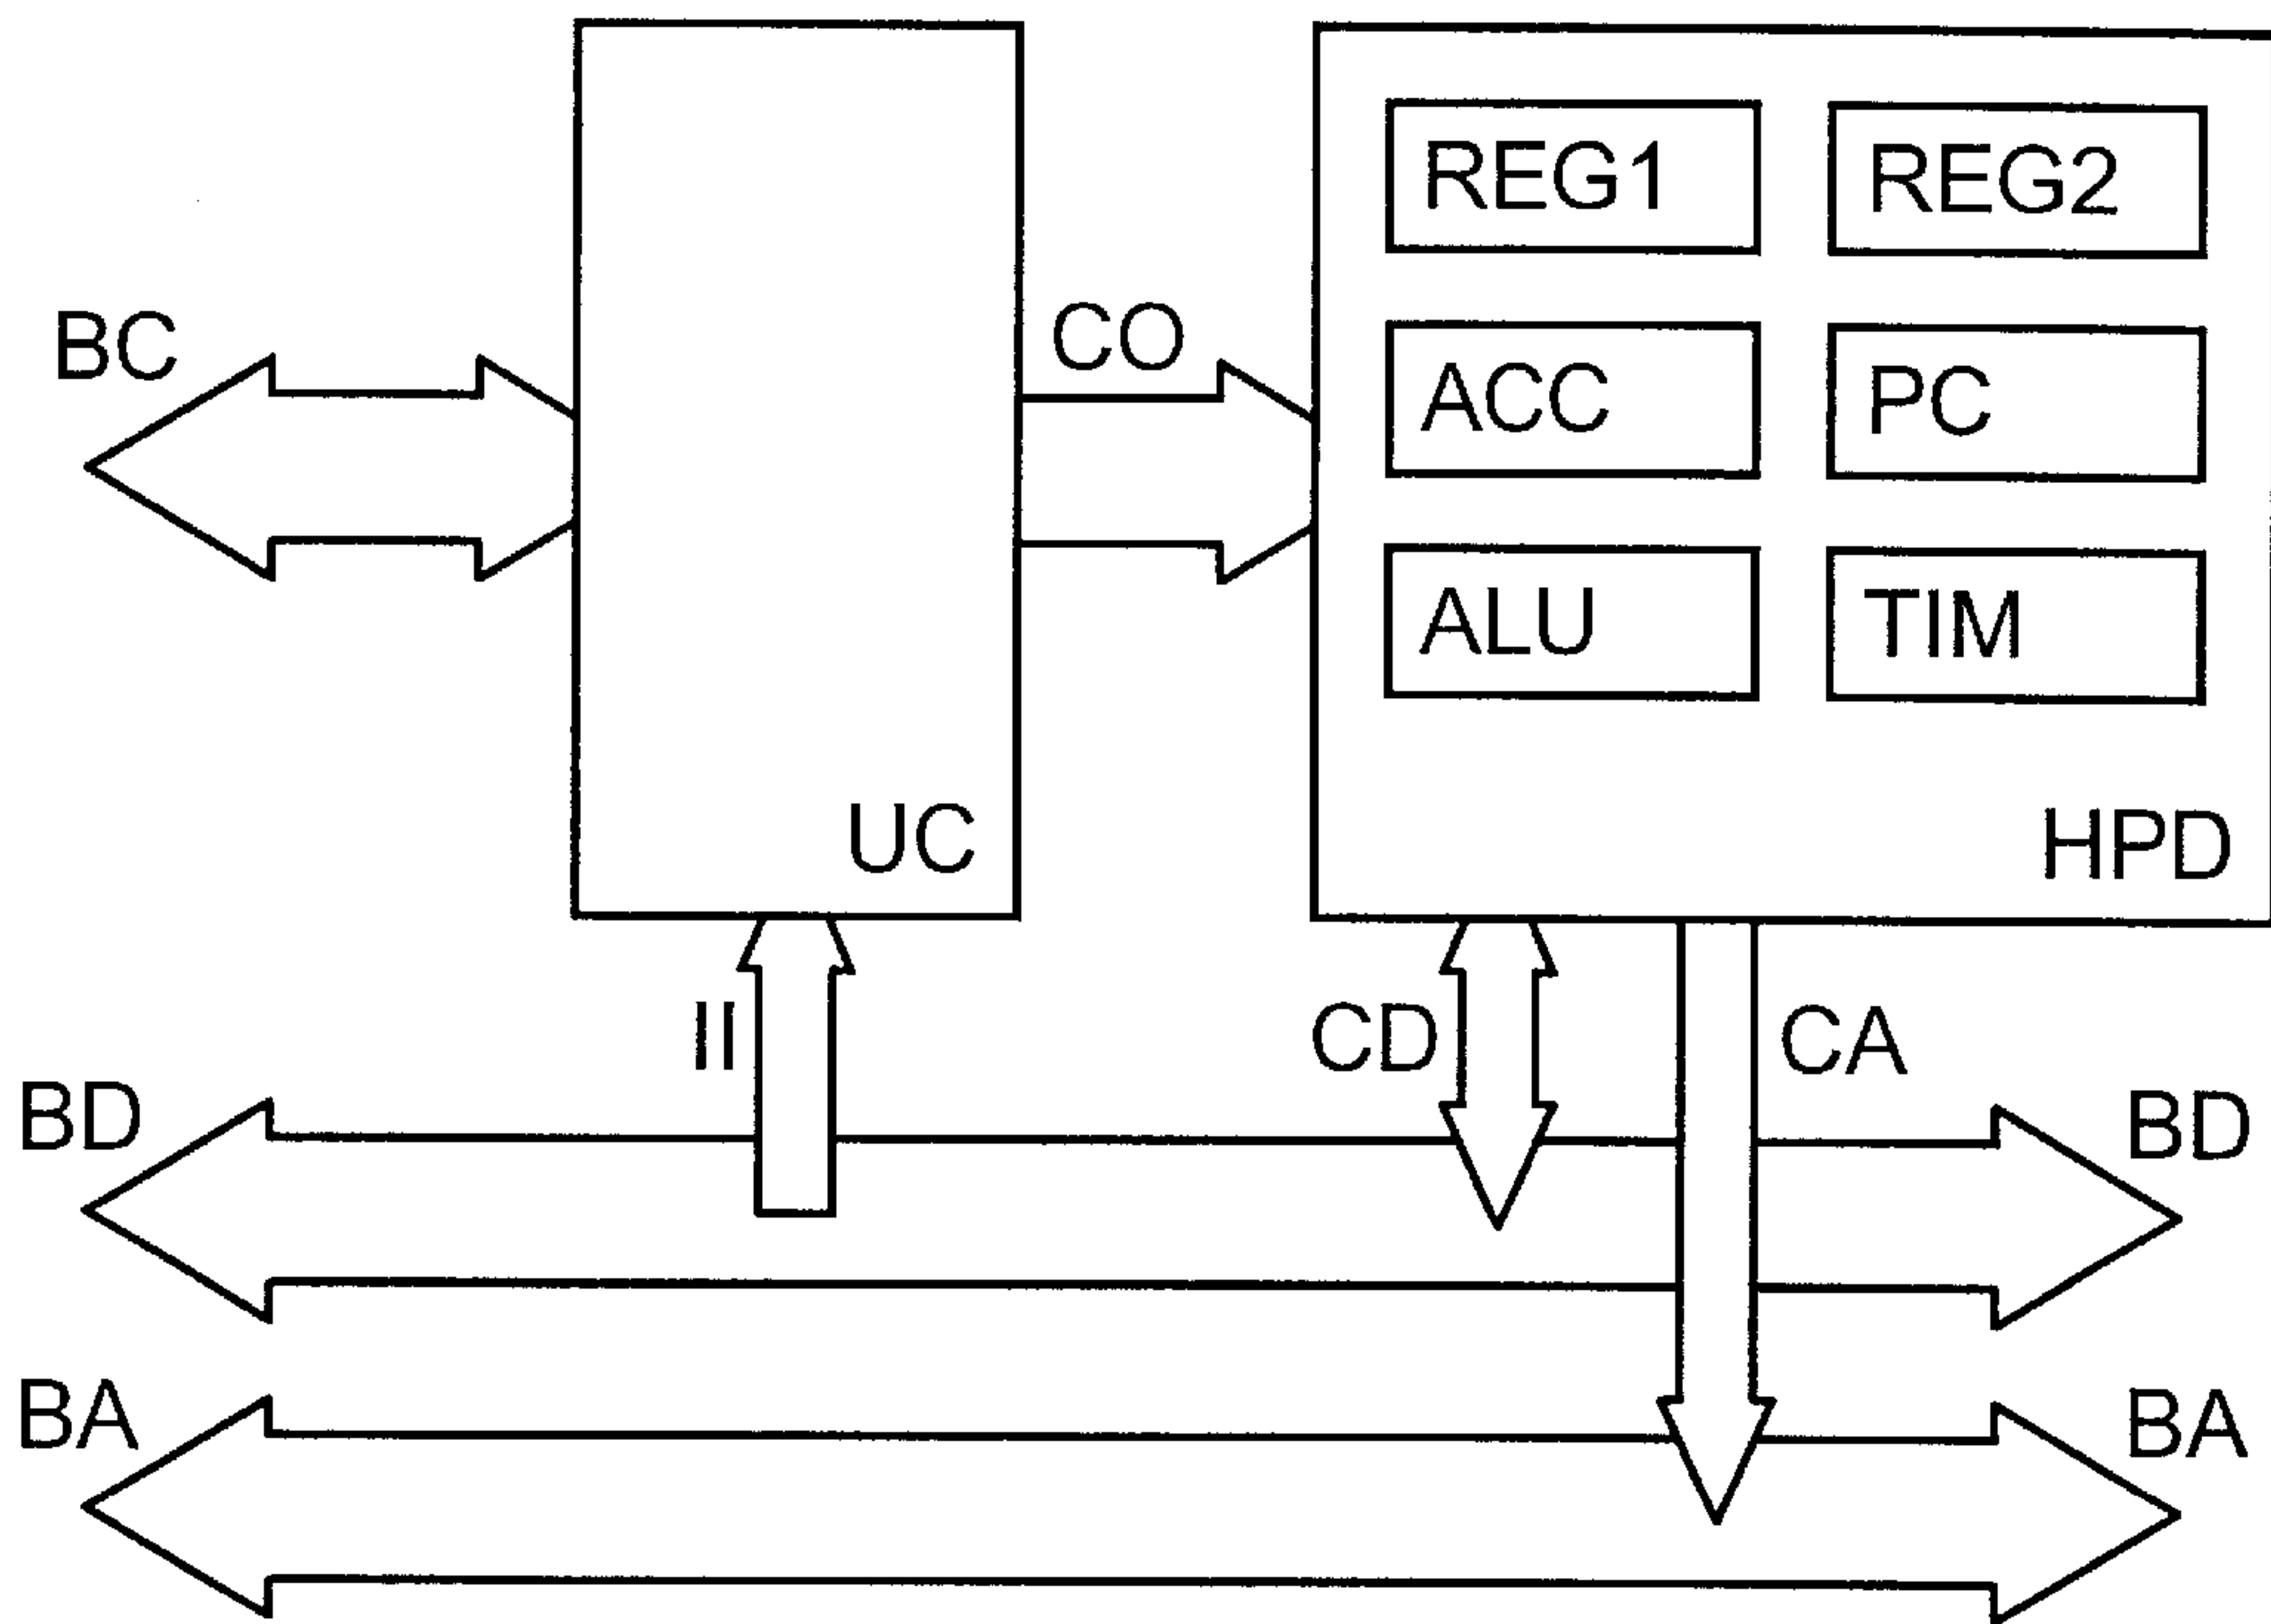 REG1 REG2
BC CO
ACC PC
ALU TIM
UC HPD
II CD CA
BD BD
BA BA